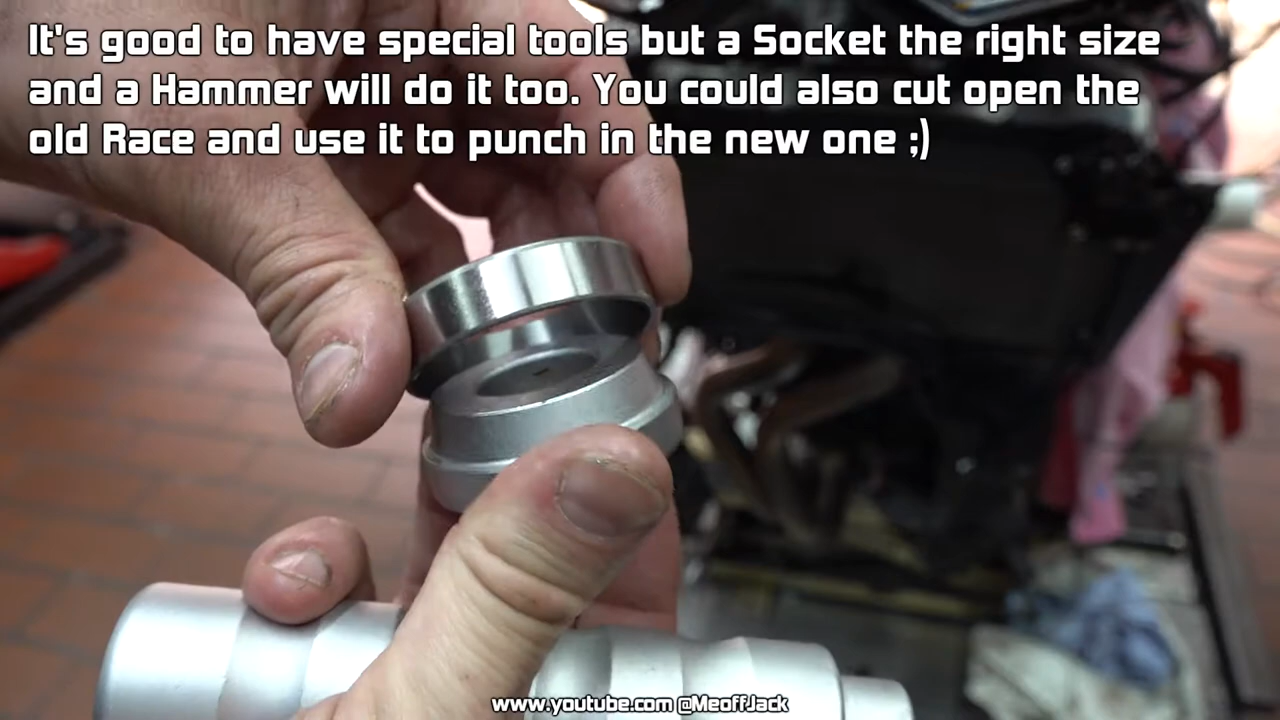 It's good to have special tools but a Socket the right size
and a Hammer will do it too. You could also cut open the
old Race and use it to punch in the new one ;)
www.youtube.com @MeoffJack